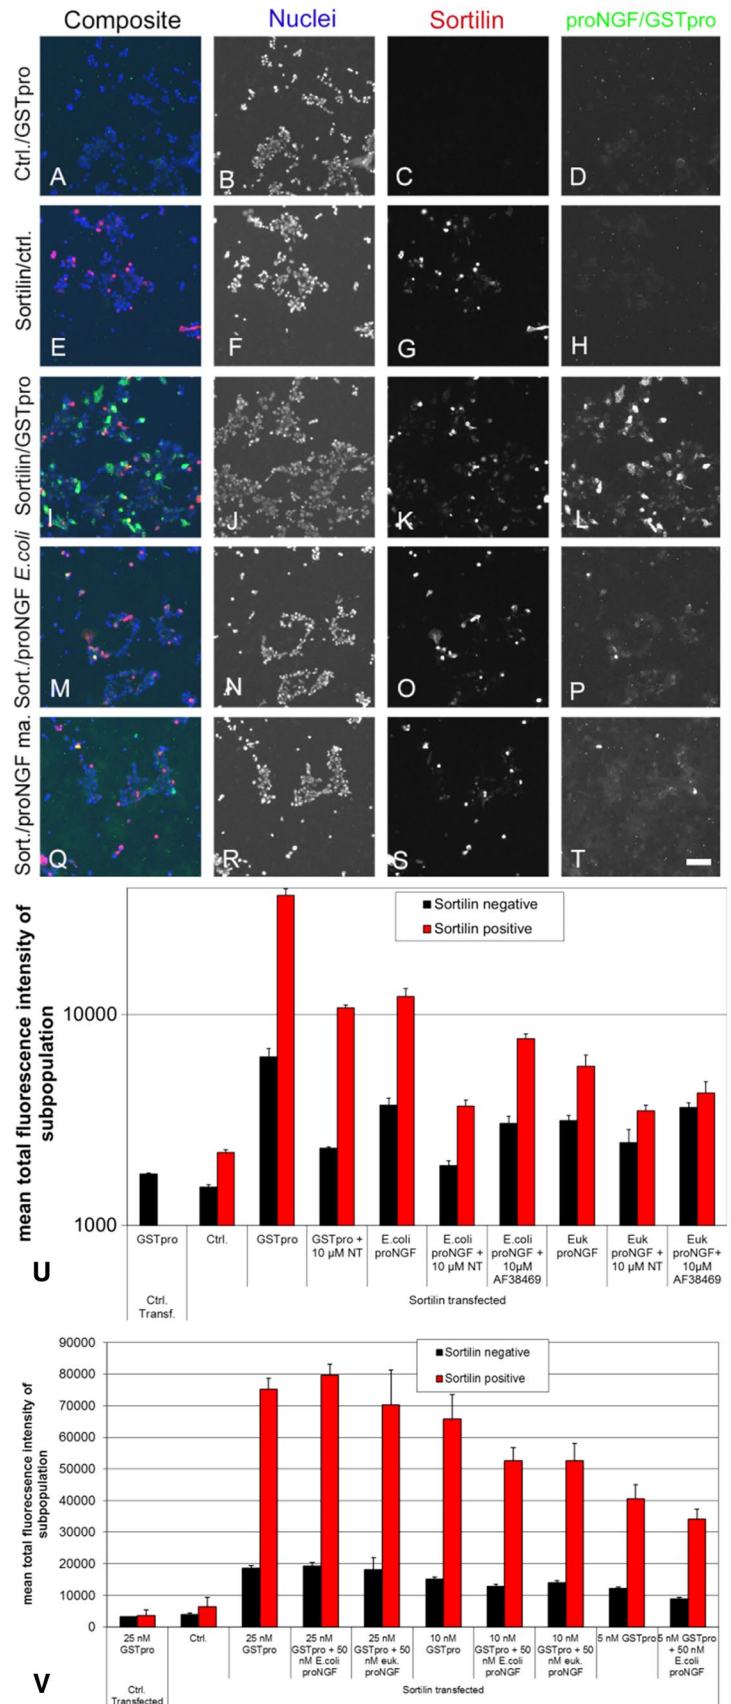 Composite Nuclei Sortilin proNGF/GSTpro
Ctrl./GSTpro
A B C D
Sortilin/ctrl.
E F G H
Sortilin/GSTpro
I J K L
Sort./proNGF E.coli
M N O P
Sort./proNGF ma.
Q R S T
mean total fluorescence intensity of
subpopulation
Sortilin negative
Sortilin positive
10000
1000
GSTpro Ctrl. GSTpro GSTpro + E.coli E.coli E.coli Euk Euk Euk
10 µM NT proNGF proNGF + proNGF + proNGF proNGF + proNGF+
10 µM NT 10µM 10 µM NT 10µM
AF38469 AF38469
U
Ctrl. Sortilin transfected
Transf.
90000
80000
70000
60000
50000
40000
30000
20000
10000
0
mean total fluorecsence intensity of
subpopulation
Sortilin negative
Sortilin positive
25 nM Ctrl. 25 nM 25 nM 25 nM 10 nM 10 nM 10 nM 5 nM GSTpro 5 nM GSTpro
GSTpro GSTpro GSTpro + 50 GSTpro + 50 GSTpro GSTpro + 50 GSTpro + 50 + 50 nM
nM E.coli nM euk. nM E.coli nM euk. E.coli
proNGF proNGF proNGF proNGF proNGF
V
Ctrl. Sortilin transfected
Transfected